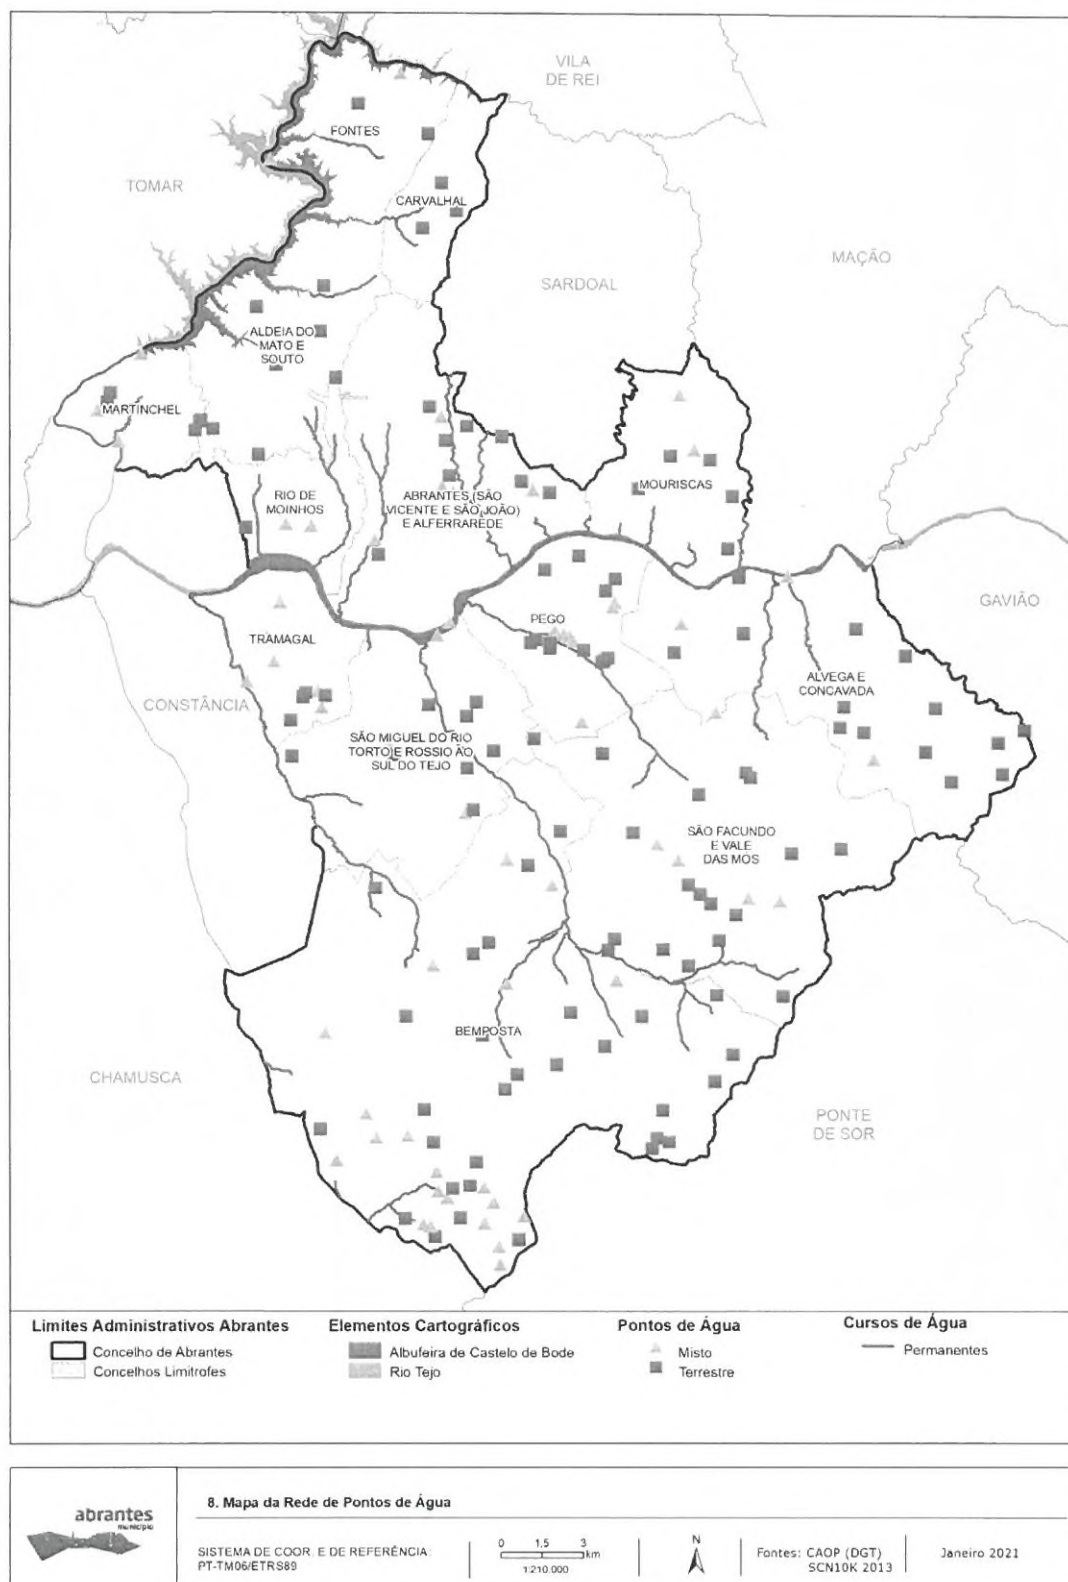 VILA
DE REI
FONTES
TOMAR
CARVALHAL
MAÇÃO
SARDOAL
ALDEIA DO
MATO E
SOUTO
MARTINCHEL
MOURISCAS
RIO DE
MOINHOS
ABRANTES (SÃO
VICENTE E SÃO JOÃO)
E ALFERRAREDE
GAVIÃO
PEGO
TRAMAGAL
ALVEGA E
CONCAVADA
CONSTÂNCIA
SÃO MIGUEL DO RIO
TORTO E ROSSIO AO
SUL DO TEJO
SÃO FACUNDO
E VALE
DAS MÓS
BEMPOSTA
CHAMUSCA
PONTE
DE SOR
Limites Administrativos Abrantes
Concelho de Abrantes
Concelhos Limítrofes
Elementos Cartográficos
Albufeira de Castelo de Bode
Rio Tejo
Pontos de Água
Misto
Terrestre
Cursos de Água
Permanentes
abrantes
município
8. Mapa da Rede de Pontos de Água
SISTEMA DE COOR. E DE REFERÊNCIA:
PT-TM06/ETRS89
0 1,5 3
km
1:210.000
N
Fontes: CAOP (DGT)
SCN10K 2013
Janeiro 2021